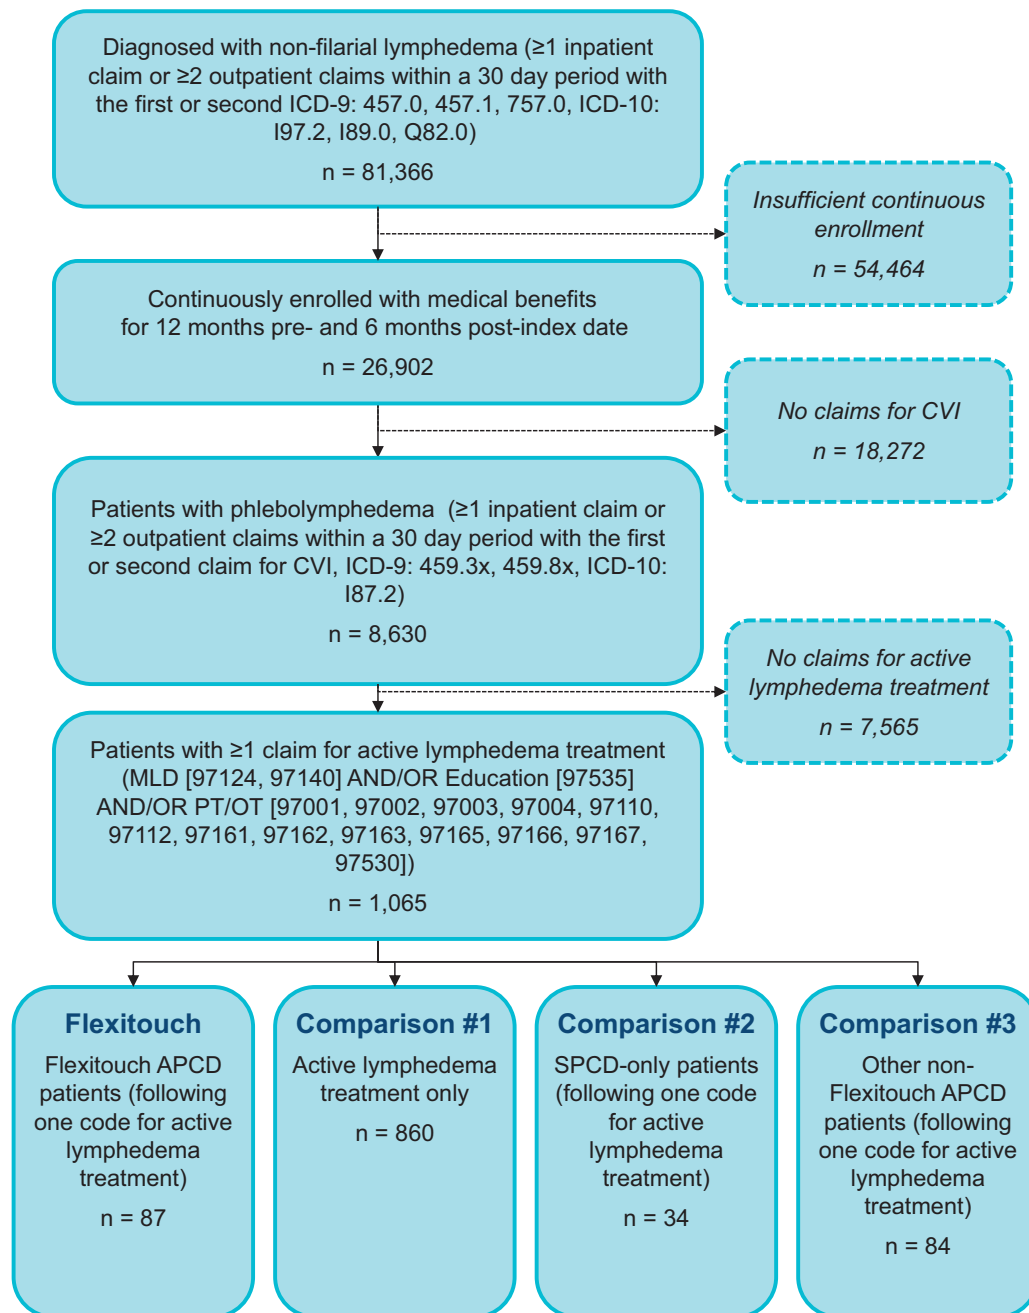 Diagnosed with non-filarial lymphedema (≥1 inpatient
claim or ≥2 outpatient claims within a 30 day period with
the first or second ICD-9: 457.0, 457.1, 757.0, ICD-10:
I97.2, I89.0, Q82.0)
n = 81,366
Insufficient continuous
enrollment
n = 54,464
Continuously enrolled with medical benefits
for 12 months pre- and 6 months post-index date
n = 26,902
No claims for CVI
n = 18,272
Patients with phlebolymphedema (≥1 inpatient claim or
≥2 outpatient claims within a 30 day period with the first
or second claim for CVI, ICD-9: 459.3x, 459.8x, ICD-10:
I87.2)
n = 8,630
No claims for active
lymphedema treatment
n = 7,565
Patients with ≥1 claim for active lymphedema treatment
(MLD [97124, 97140] AND/OR Education [97535]
AND/OR PT/OT [97001, 97002, 97003, 97004, 97110,
97112, 97161, 97162, 97163, 97165, 97166, 97167,
97530])
n = 1,065
Flexitouch
Flexitouch APCD
patients (following
one code for active
lymphedema
treatment)
n = 87
Comparison #1
Active lymphedema
treatment only
n = 860
Comparison #2
SPCD-only patients
(following one code
for active
lymphedema
treatment)
n = 34
Comparison #3
Other non-
Flexitouch APCD
patients (following
one code for active
lymphedema
treatment)
n = 84